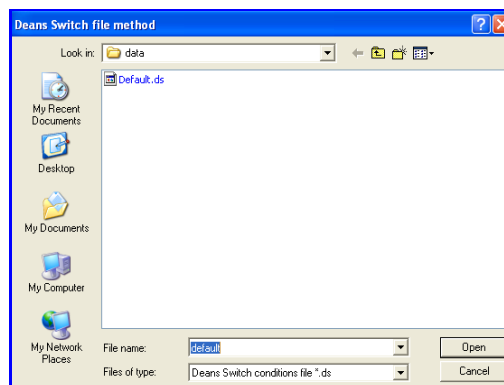 Deans Switch file method
Look in:
data
Default.ds
My Recent
Documents
Desktop
My Documents
My Computer
My Network
Places
File name:
default
Open
Files of type:
Deans Switch conditions file *.ds
Cancel